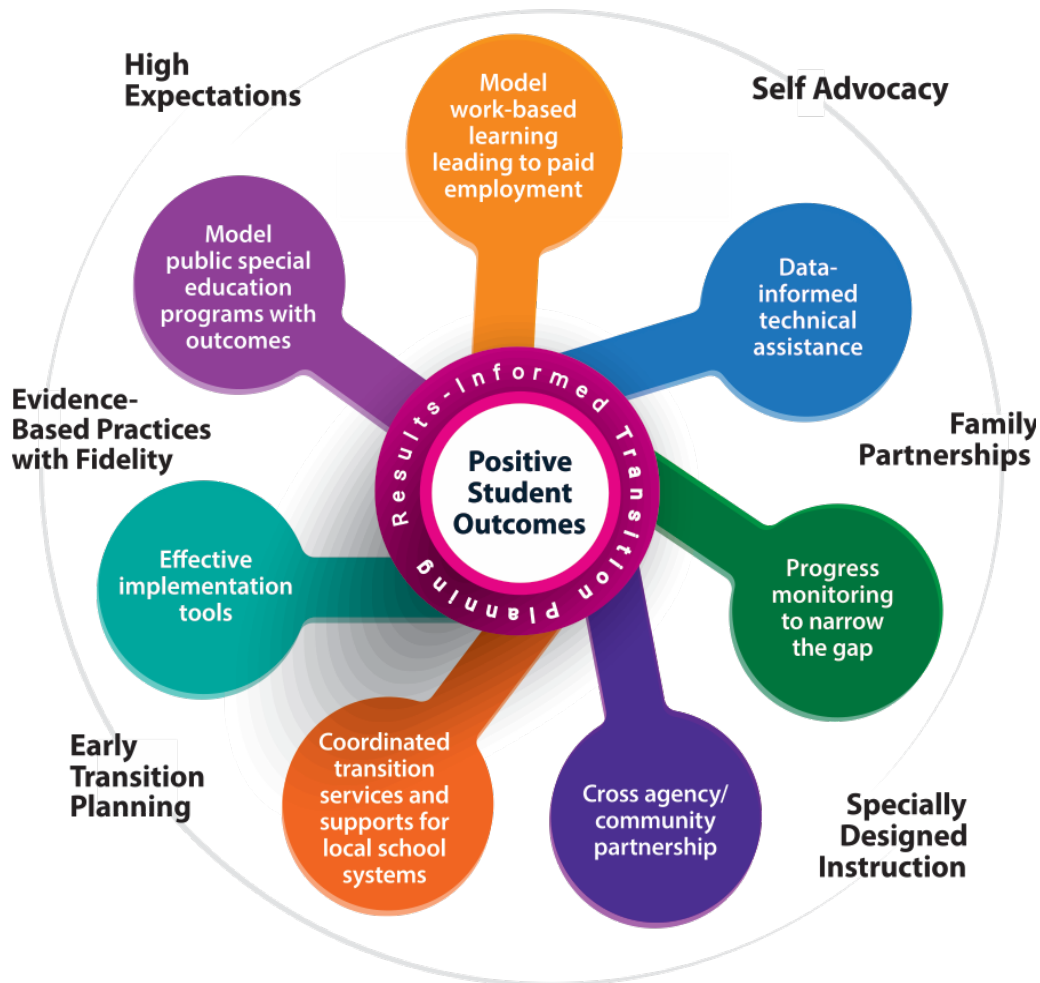 High
Expectations
Model
work-based
learning
leading to paid
employment
Self Advocacy
Model
public special
education
programs with
outcomes
Data-
informed
technical
assistance
Evidence-
Based Practices
with Fidelity
Results-Informed Transition Planning
Positive
Student
Outcomes
Family
Partnerships
Effective
implementation
tools
Progress
monitoring
to narrow
the gap
Early
Transition
Planning
Coordinated
transition
services and
supports for
local school
systems
Cross agency/
community
partnership
Specially
Designed
Instruction